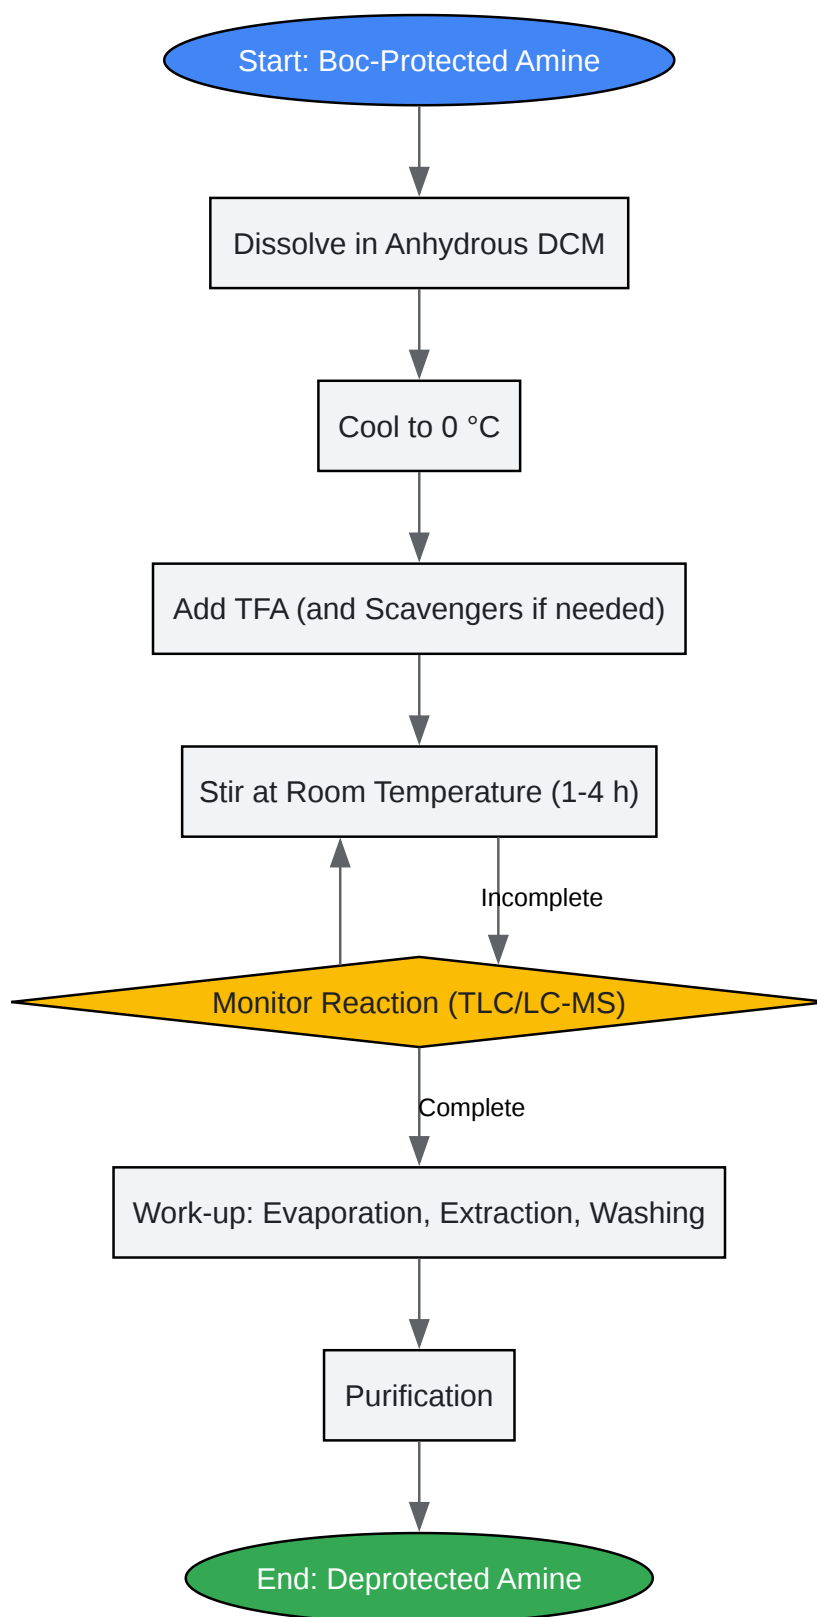 Start: Boc-Protected Amine
Dissolve in Anhydrous DCM
Cool to 0 °C
Add TFA (and Scavengers if needed)
Stir at Room Temperature (1-4 h)
Incomplete
Monitor Reaction (TLC/LC-MS)
Complete
Work-up: Evaporation, Extraction, Washing
Purification
End: Deprotected Amine